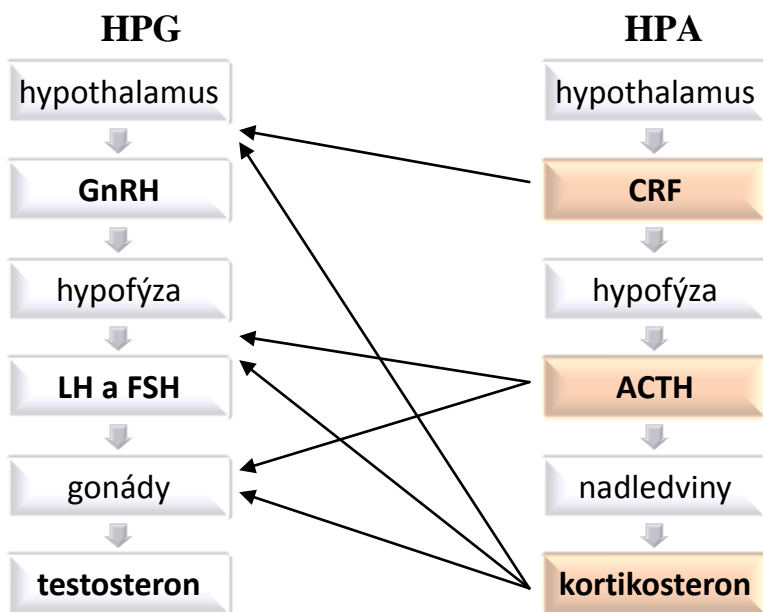 HPG
hypothalamus
GnRH
hypofýza
LH a FSH
gonády
testosteron
HPA
hypothalamus
CRF
hypofýza
ACTH
nadledviny
kortikosteron